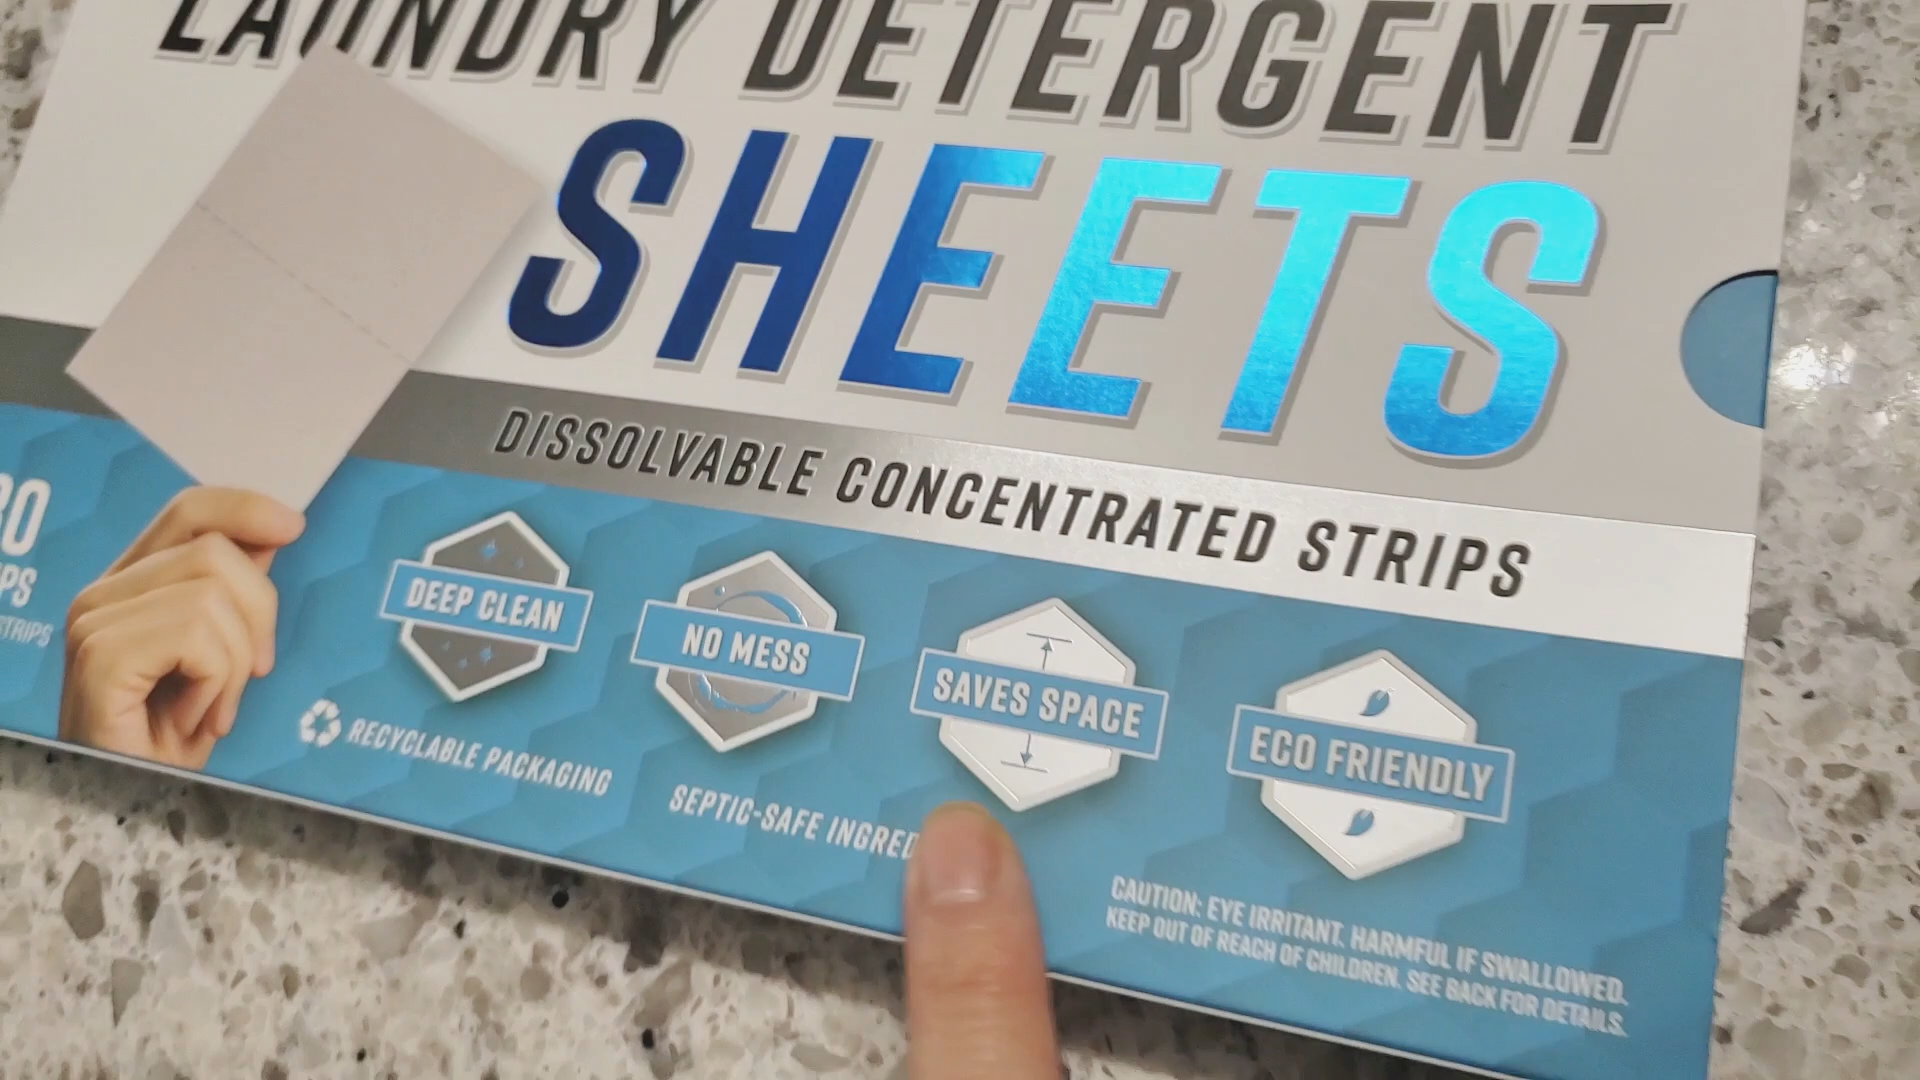 LAUNDRY DETERGENT
SHEETS
DISSOLVABLE CONCENTRATED STRIPS
DEEP CLEAN
NO MESS
SAVES SPACE
ECO FRIENDLY
STRIPS
RECYCLABLE PACKAGING
SEPTIC-SAFE
CAUTION: EYE IRRITANT. HARMFUL IF SWALLOWED.
KEEP OUT OF REACH OF CHILDREN. SEE BACK FOR DETAILS.